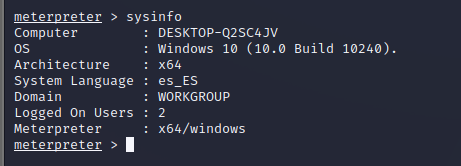 meterpreter > sysinfo
Computer        : DESKTOP-Q2SC4JV
OS              : Windows 10 (10.0 Build 10240).
Architecture    : x64
System Language : es_ES
Domain          : WORKGROUP
Logged On Users : 2
Meterpreter     : x64/windows
meterpreter >